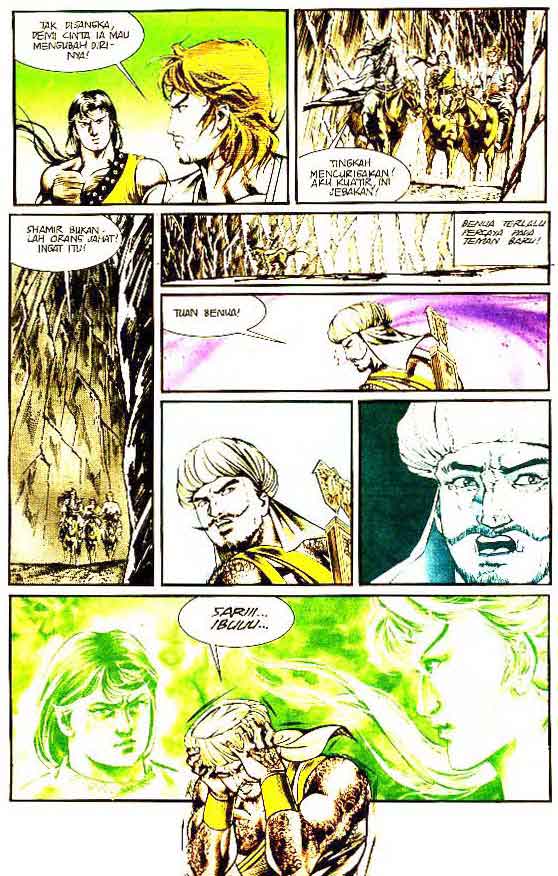 TAK DISANGKA,
DEMI CINTA IA MAU
MENGUBAH DIRI-
NYA!
TINGKAH
MENCURIGAKAN!
AKU KUATIR, INI
JEBAKAN!
SHAMIR BUKAN-
LAH ORANG JAHAT!
INGAT ITU!
BENUA TERLALU
PERCAYA PADA
TEMAN BARU!
TUAN BENUA!
SARIII...
IBUUU...